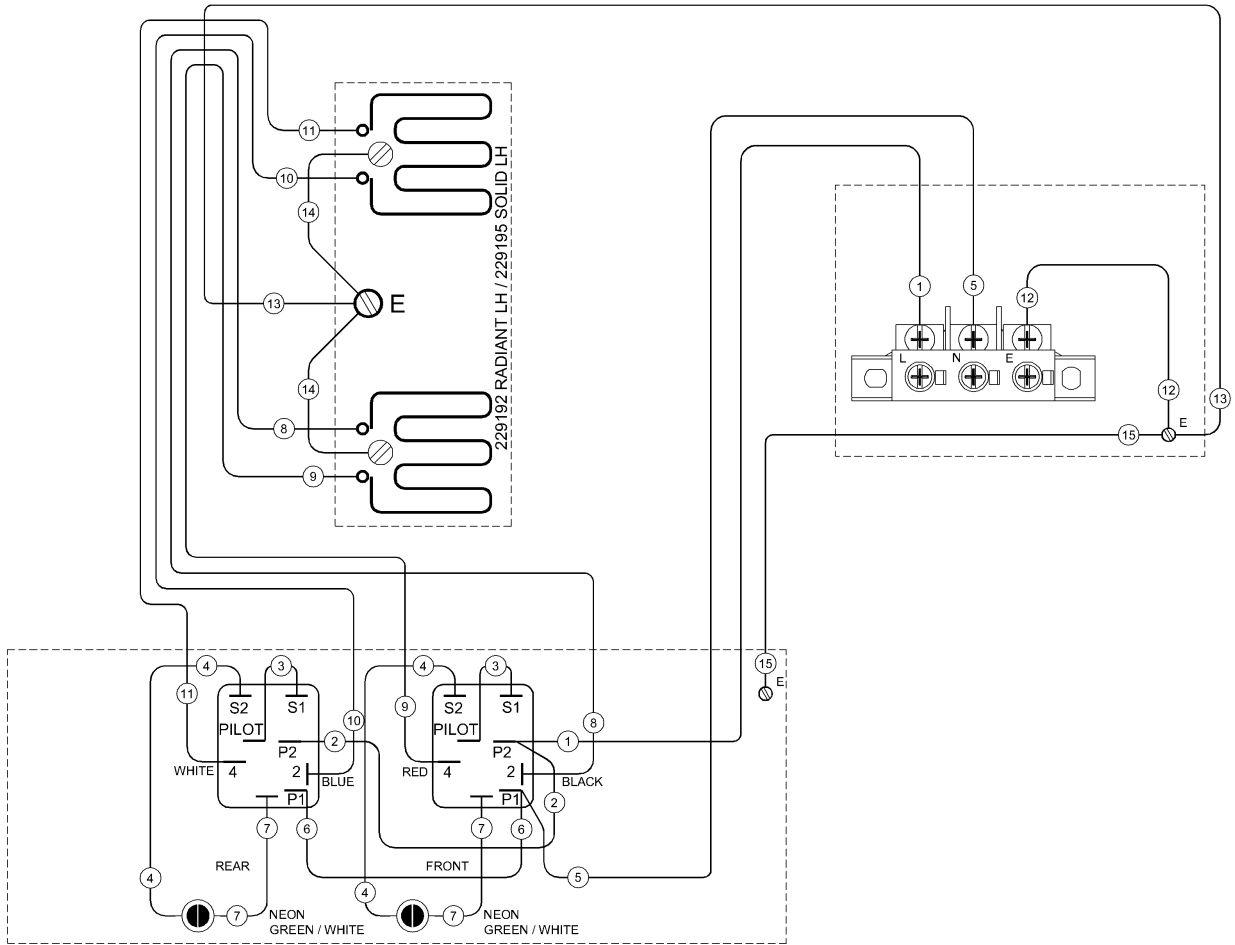 11
10
14
13
E
14
8
9
229192 RADIANT LH / 229195 SOLID LH
1
5
12
L
N
E
12
13
15
E
15
E
4
3
4
3
11
S2
S1
10
9
S2
S1
8
PILOT
2
PILOT
1
P2
P2
WHITE
4
2
BLUE
RED
4
2
BLACK
P1
P1
2
7
6
7
6
REAR
FRONT
4
5
4
7
NEON
GREEN / WHITE
7
NEON
GREEN / WHITE